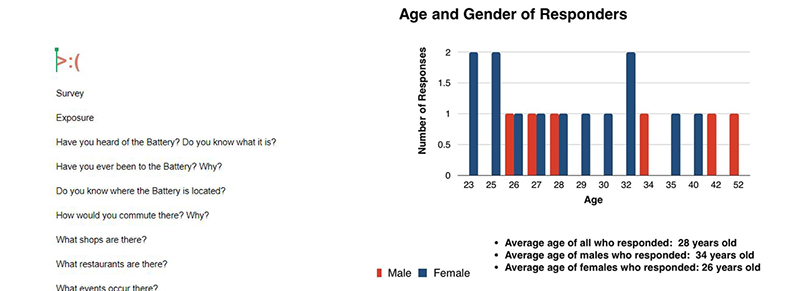 >:(
Survey
Exposure
Have you heard of the Battery? Do you know what it is?
Have you ever been to the Battery? Why?
Do you know where the Battery is located?
How would you commute there? Why?
What shops are there?
What restaurants are there?
What events occur there?
Age and Gender of Responders
Number of Responses
2
1.5
1
0.5
0
23 25 26 27 28 29 30 32 34 35 40 42 52
Age
Male Female
• Average age of all who responded: 28 years old
• Average age of males who responded: 34 years old
• Average age of females who responded: 26 years old